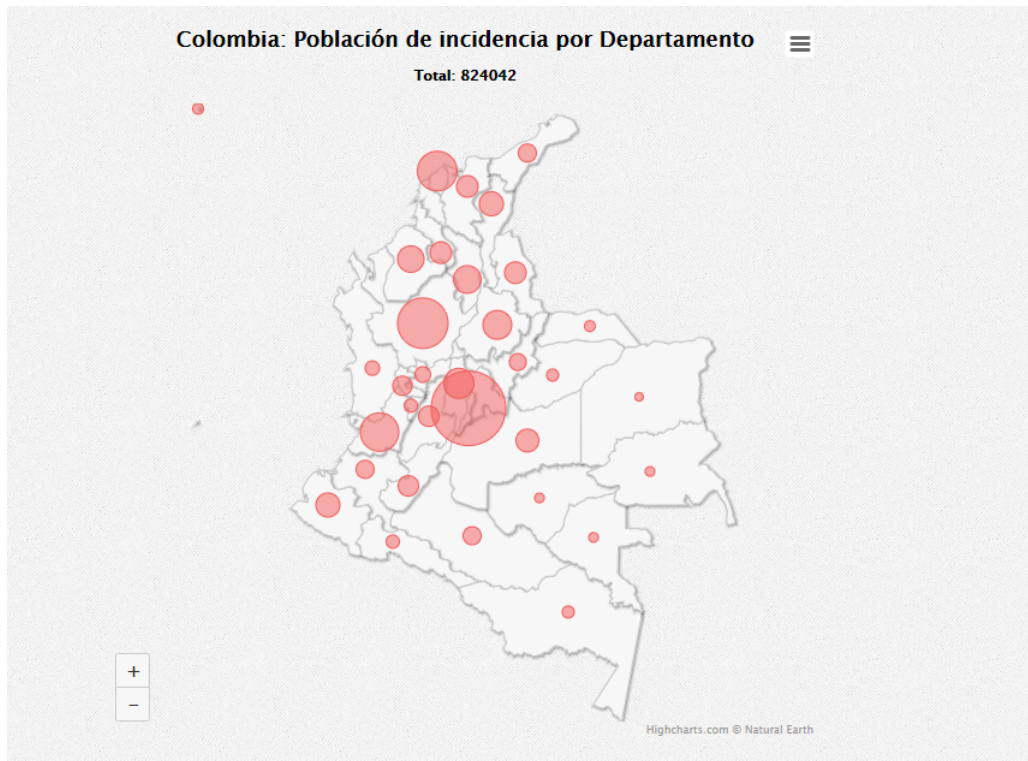 Colombia: Población de incidencia por Departamento
Total: 824042
+
−
Highcharts.com © Natural Earth